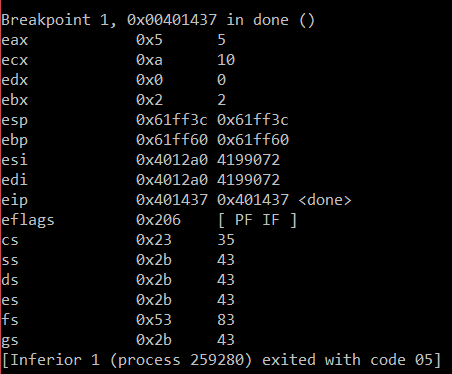 Breakpoint 1, 0x00401437 in done ()
eax 0x5 5
ecx 0xa 10
edx 0x0 0
ebx 0x2 2
esp 0x61ff3c 0x61ff3c
ebp 0x61ff60 0x61ff60
esi 0x4012a0 4199072
edi 0x4012a0 4199072
eip 0x401437 0x401437 <done>
eflags 0x206 [ PF IF ]
cs 0x23 35
ss 0x2b 43
ds 0x2b 43
es 0x2b 43
fs 0x53 83
gs 0x2b 43
[Inferior 1 (process 259280) exited with code 05]